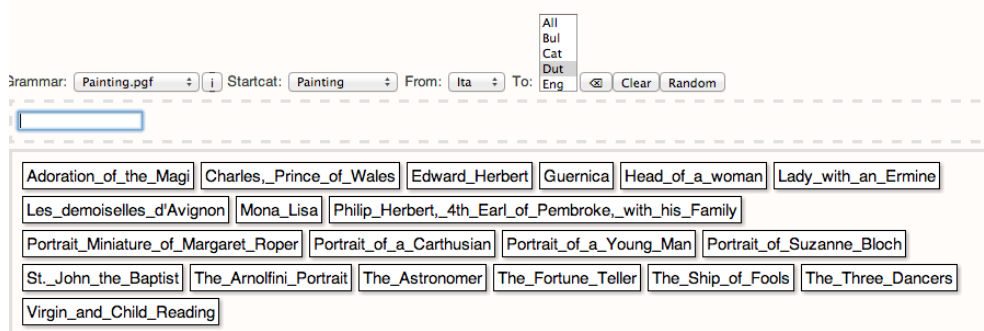 All
Bul
Cat
Dut
Grammar: Painting.pgf i Startcat: Painting From: Ita To: Eng ⌫ Clear Random
Adoration_of_the_Magi Charles,_Prince_of_Wales Edward_Herbert Guernica Head_of_a_woman Lady_with_an_Ermine
Les_demoiselles_d'Avignon Mona_Lisa Philip_Herbert,_4th_Earl_of_Pembroke,_with_his_Family
Portrait_Miniature_of_Margaret_Roper Portrait_of_a_Carthusian Portrait_of_a_Young_Man Portrait_of_Suzanne_Bloch
St._John_the_Baptist The_Arnolfini_Portrait The_Astronomer The_Fortune_Teller The_Ship_of_Fools The_Three_Dancers
Virgin_and_Child_Reading